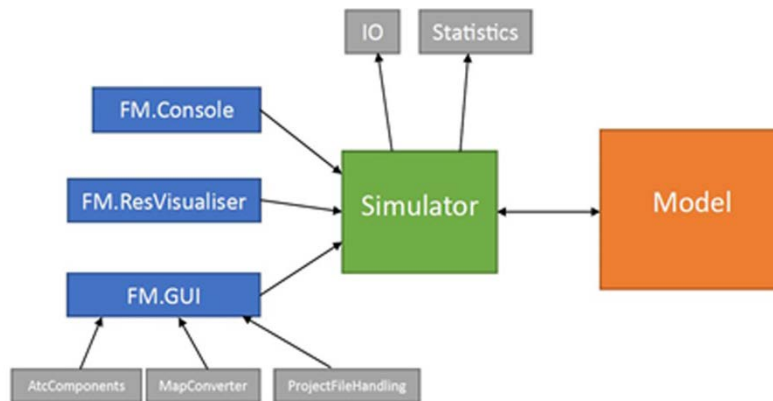 IO
Statistics
FM.Console
FM.ResVisualiser
Simulator
Model
FM.GUI
AtcComponents
MapConverter
ProjectFileHandling